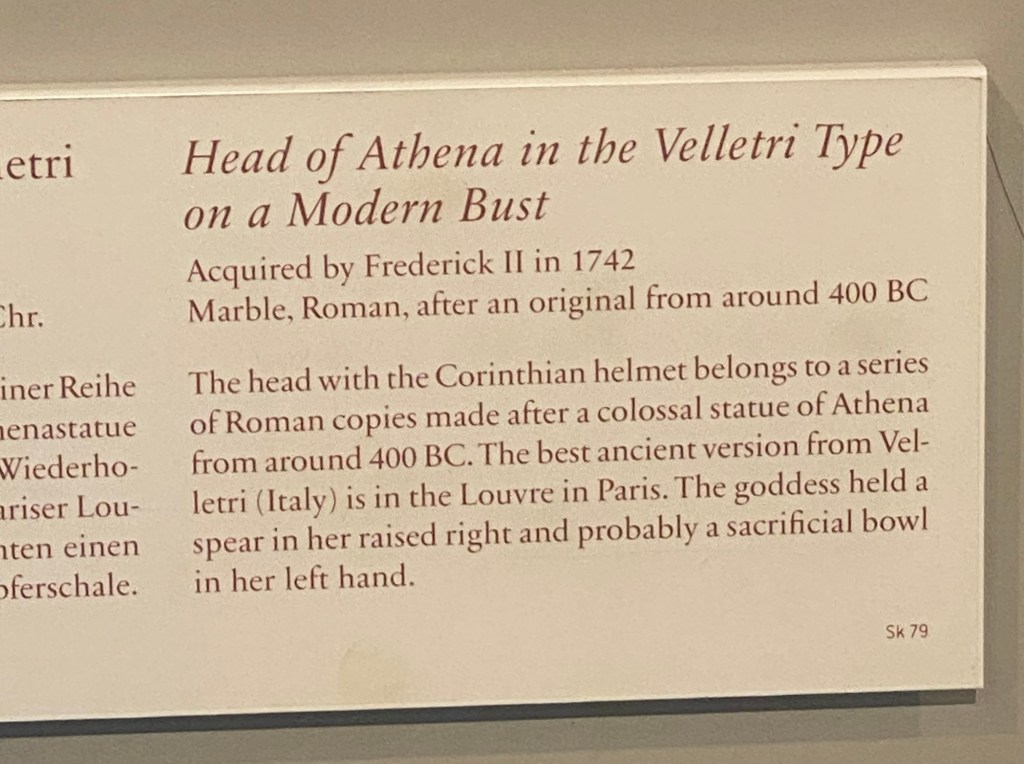 Head of Athena in the Velletri Type
on a Modern Bust
Acquired by Frederick II in 1742
Marble, Roman, after an original from around 400 BC
The head with the Corinthian helmet belongs to a series
of Roman copies made after a colossal statue of Athena
from around 400 BC. The best ancient version from Vel-
letri (Italy) is in the Louvre in Paris. The goddess held a
spear in her raised right and probably a sacrificial bowl
in her left hand.
Sk 79
etri
Chr.
iner Reihe
enastatue
Wiederho-
ariser Lou-
ten einen
pferschale.